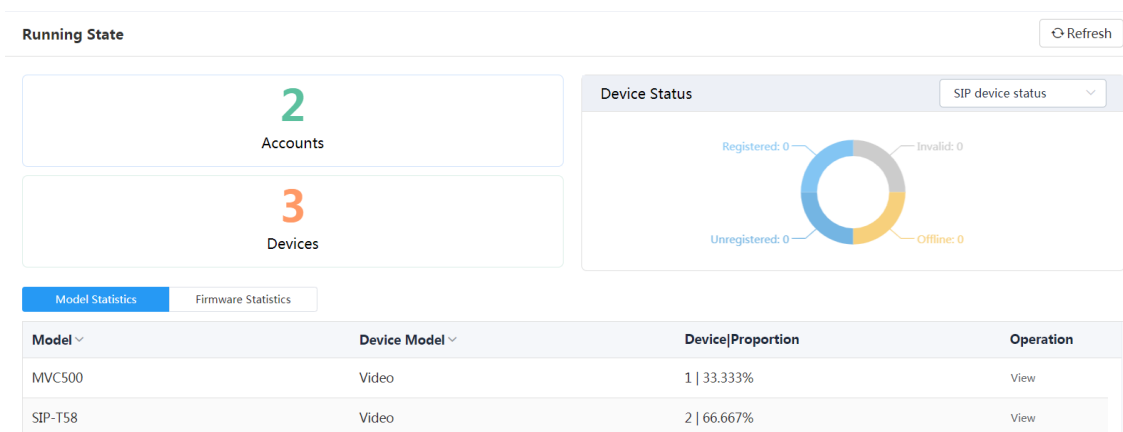 Running State
Refresh
2
Accounts
3
Devices
Device Status
SIP device status
Registered: 0
Invalid: 0
Unregistered: 0
Offline: 0
Model Statistics
Firmware Statistics
Model Device Model Device|Proportion Operation
MVC500 Video 1 | 33.333% View
SIP-T58 Video 2 | 66.667% View